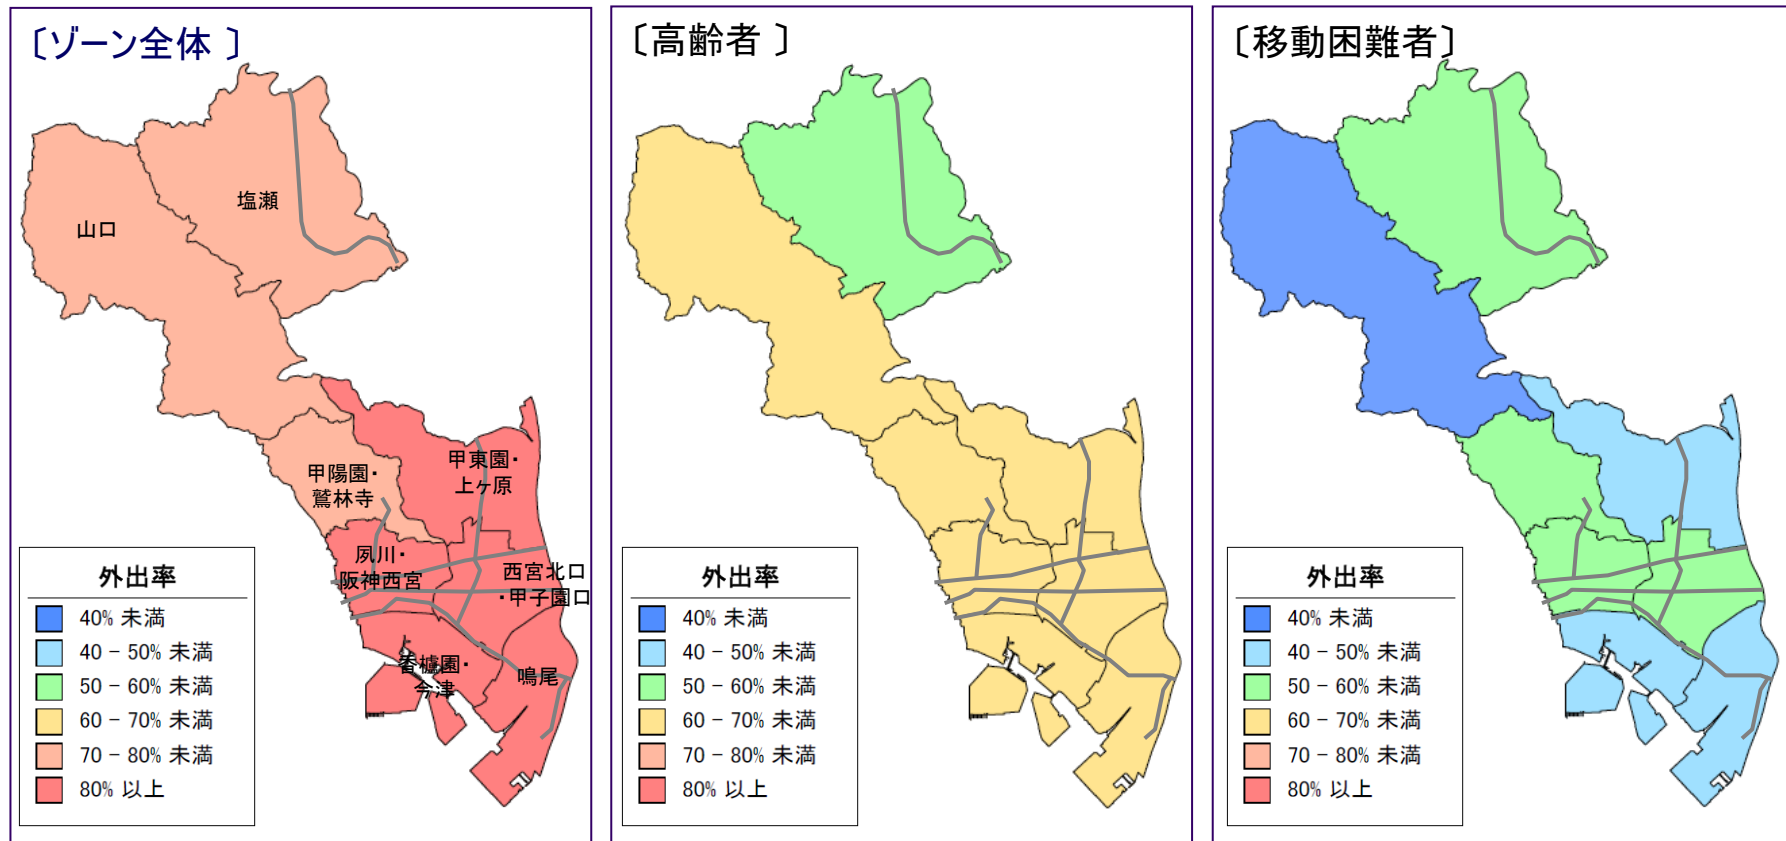 〔ゾーン全体 〕
山口
塩瀬
甲陽園・
鷲林寺
甲東園・
上ヶ原
夙川・
阪神西宮
西宮北口
・甲子園口
香櫨園・
今津
鳴尾
外出率
40% 未満
40 – 50% 未満
50 – 60% 未満
60 – 70% 未満
70 – 80% 未満
80% 以上
〔高齢者 〕
外出率
40% 未満
40 – 50% 未満
50 – 60% 未満
60 – 70% 未満
70 – 80% 未満
80% 以上
〔移動困難者〕
外出率
40% 未満
40 – 50% 未満
50 – 60% 未満
60 – 70% 未満
70 – 80% 未満
80% 以上